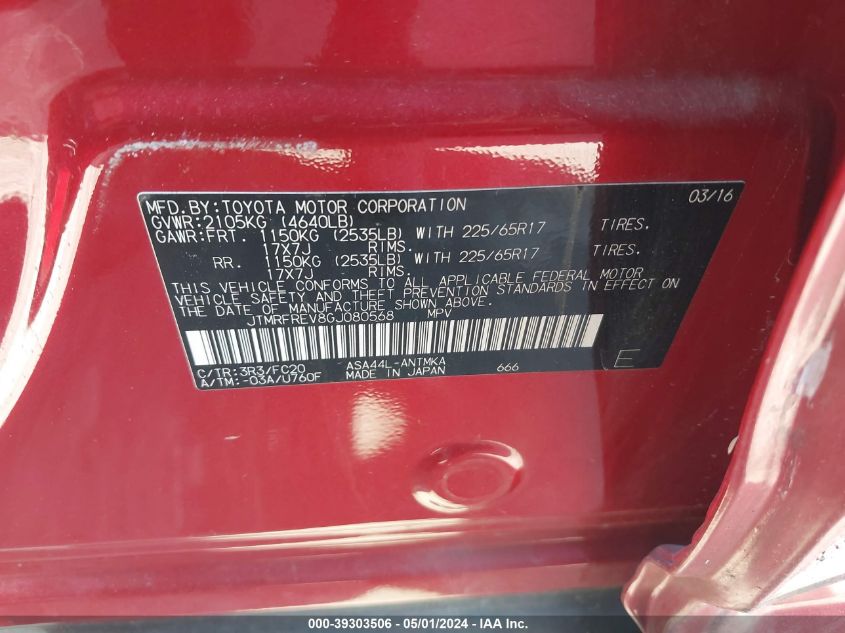 MFD.BY:TOYOTA MOTOR CORPORATION 03/16
GVWR:2105KG (4640LB)
GAWR:FRT. 1150KG (2535LB) WITH 225/65R17 TIRES.
17X7J RIMS.
RR. 1150KG (2535LB) WITH 225/65R17 TIRES.
17X7J RIMS.
THIS VEHICLE CONFORMS TO ALL APPLICABLE FEDERAL MOTOR
VEHICLE SAFETY AND THEFT PREVENTION STANDARDS IN EFFECT ON
THE DATE OF MANUFACTURE SHOWN ABOVE.
JTMRFREV8GJ080568 MPV
C/TR:3R3/FC20 ASA44L-ANTMKA 666
A/TM:-03A/U760F MADE IN JAPAN E
000-39303506 - 05/01/2024 - IAA Inc.